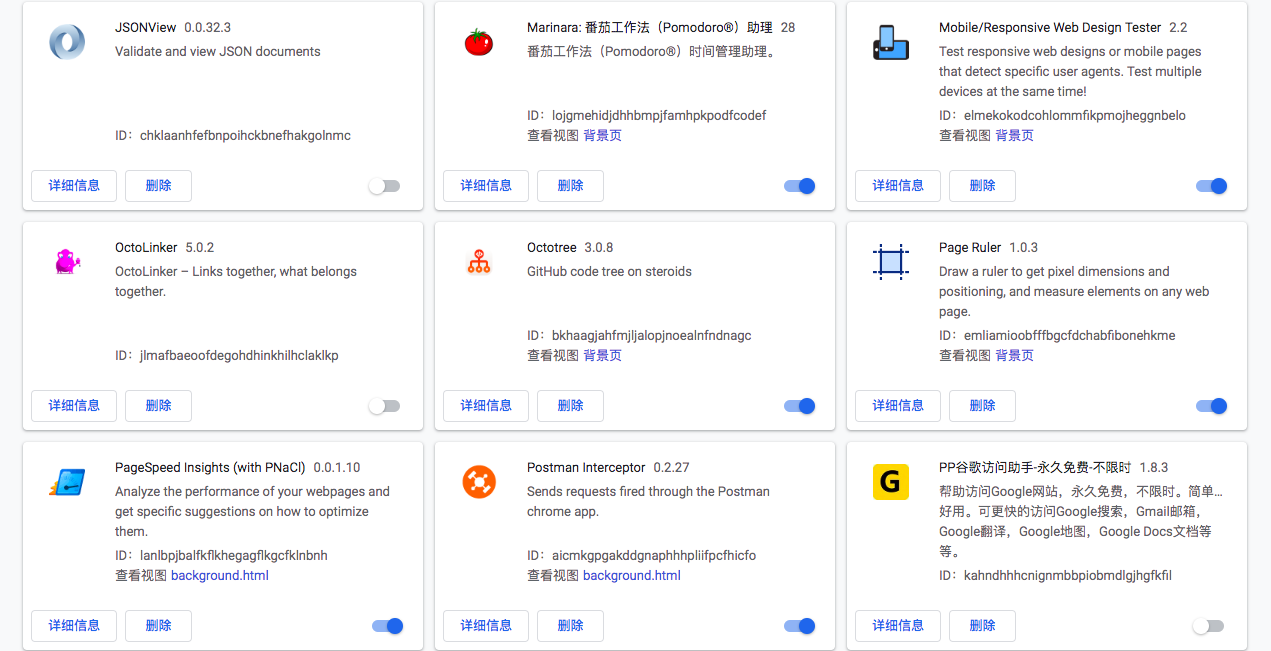 JSONView 0.0.32.3
Validate and view JSON documents
ID：chklaanhfefbnpoihckbnefhakgolnmc
详细信息 删除
Marinara: 番茄工作法（Pomodoro®）助理 28
番茄工作法（Pomodoro®）时间管理助理。
ID：lojgmehidjdhhbmpjfamhpkpodfcodef
查看视图 背景页
详细信息 删除
Mobile/Responsive Web Design Tester 2.2
Test responsive web designs or mobile pages
that detect specific user agents. Test multiple
devices at the same time!
ID：elmekokodcohlommfikpmojheggnbelo
查看视图 背景页
详细信息 删除
OctoLinker 5.0.2
OctoLinker – Links together, what belongs
together.
ID：jlmafbaeoofdegohdhinkhilhclaklkp
详细信息 删除
Octotree 3.0.8
GitHub code tree on steroids
ID：bkhaagjahfmjljalopjnoealnfndnagc
查看视图 背景页
详细信息 删除
Page Ruler 1.0.3
Draw a ruler to get pixel dimensions and
positioning, and measure elements on any web
page.
ID：emliamioobfffbgcfdchabfibonehkme
查看视图 背景页
详细信息 删除
PageSpeed Insights (with PNaCl) 0.0.1.10
Analyze the performance of your webpages and
get specific suggestions on how to optimize
them.
ID：lanlbpjbalfkflkhegagflkgcfklnbnh
查看视图 background.html
详细信息 删除
Postman Interceptor 0.2.27
Sends requests fired through the Postman
chrome app.
ID：aicmkgpgakddgnaphhhpliifpcfhicfo
查看视图 background.html
详细信息 删除
G
PP谷歌访问助手-永久免费-不限时 1.8.3
帮助访问Google网站，永久免费，不限时。简单…
好用。可更快的访问Google搜索，Gmail邮箱，
Google翻译，Google地图，Google Docs文档等
等。
ID：kahndhhhcnignmbbpiobmdlgjhgfkfil
详细信息 删除